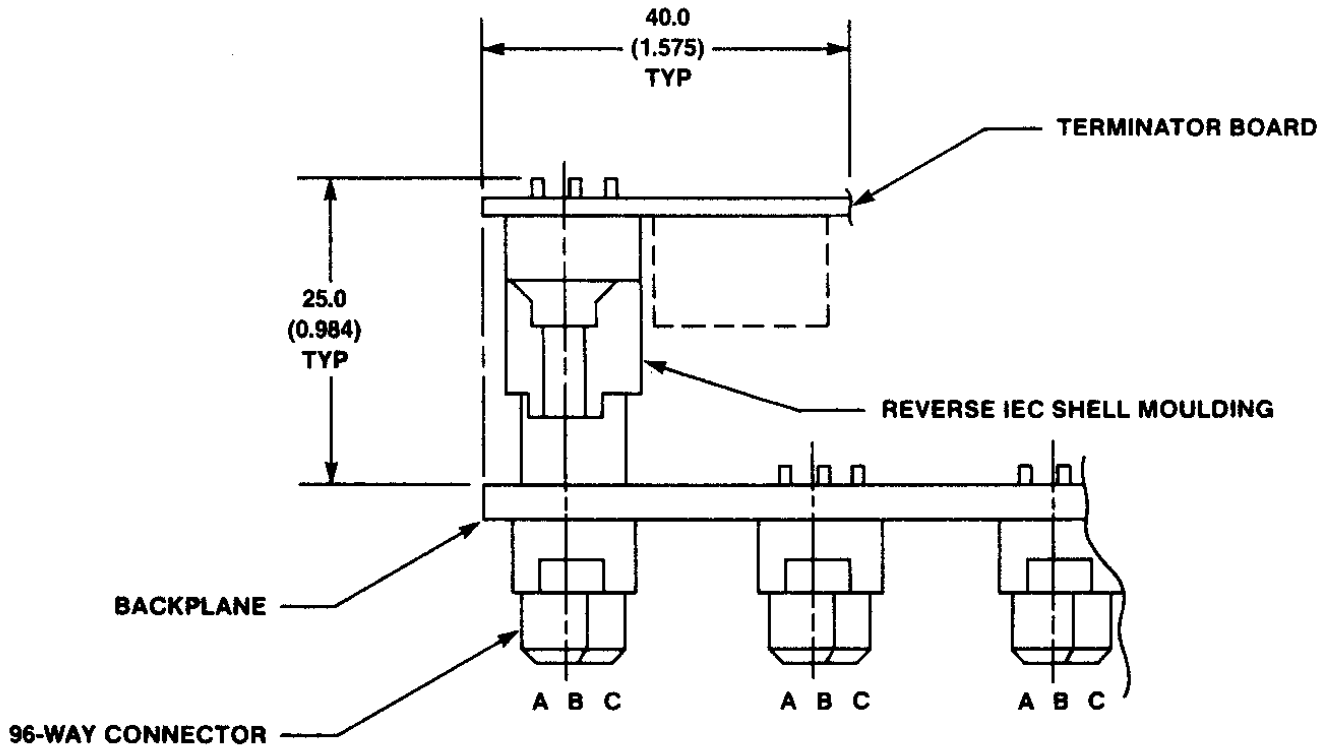 40.0
(1.575)
TYP
TERMINATOR BOARD
25.0
(0.984)
TYP
REVERSE IEC SHELL MOULDING
BACKPLANE
A B C
A B C
A B C
96-WAY CONNECTOR